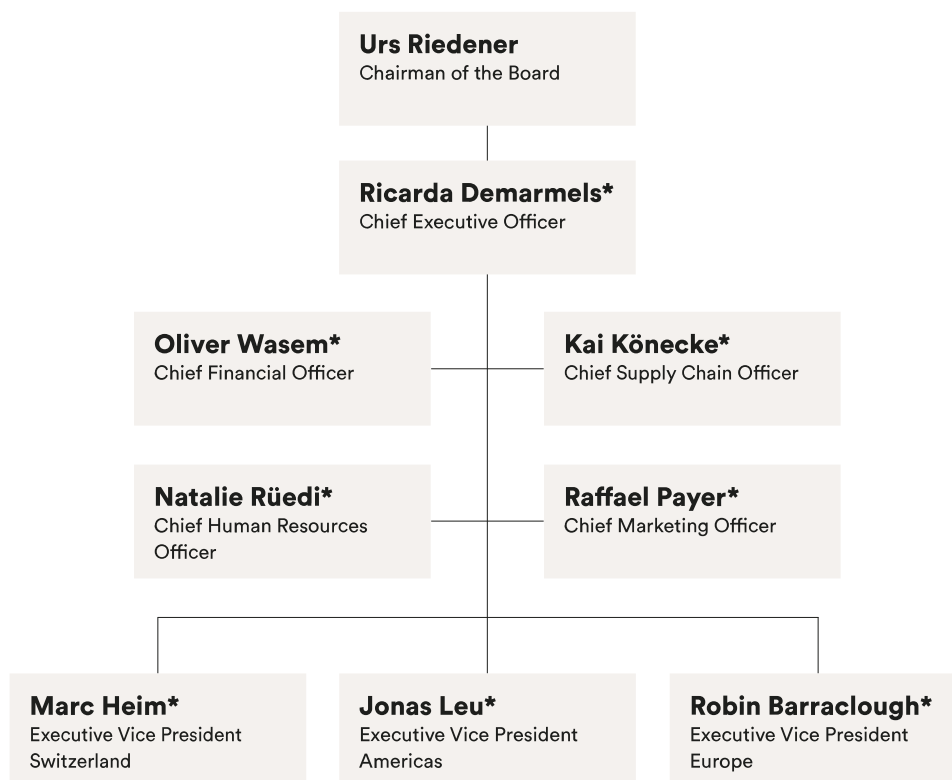 Urs Riedener
Chairman of the Board
Ricarda Demarmels*
Chief Executive Officer
Oliver Wasem*
Chief Financial Officer
Kai Könecke*
Chief Supply Chain Officer
Natalie Rüedi*
Chief Human Resources
Officer
Raffael Payer*
Chief Marketing Officer
Marc Heim*
Executive Vice President
Switzerland
Jonas Leu*
Executive Vice President
Americas
Robin Barraclough*
Executive Vice President
Europe